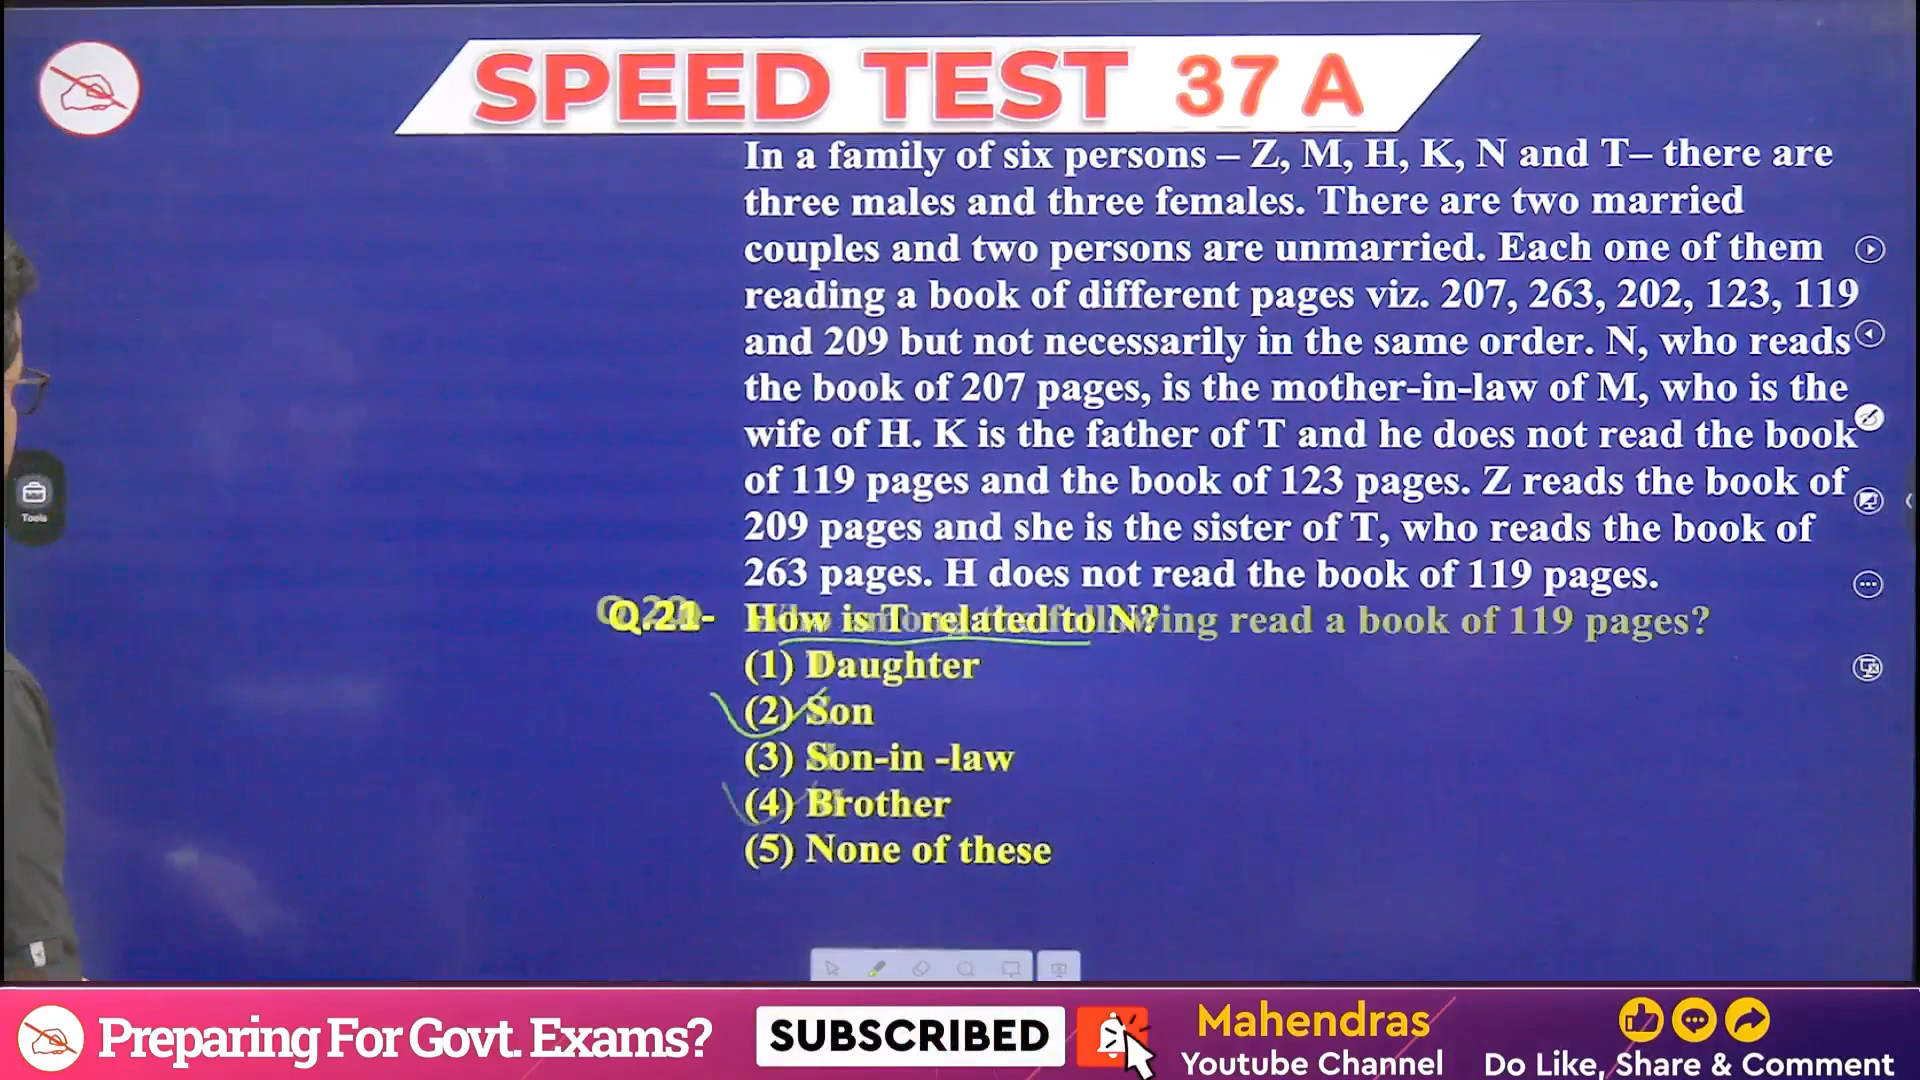 SPEED TEST 37 A
In a family of six persons – Z, M, H, K, N and T– there are
three males and three females. There are two married
couples and two persons are unmarried. Each one of them
reading a book of different pages viz. 207, 263, 202, 123, 119
and 209 but not necessarily in the same order. N, who reads
the book of 207 pages, is the mother-in-law of M, who is the
wife of H. K is the father of T and he does not read the book
of 119 pages and the book of 123 pages. Z reads the book of
209 pages and she is the sister of T, who reads the book of
263 pages. H does not read the book of 119 pages.
Q.21- How is T related to N?
following read a book of 119 pages?
(1) Daughter
(2) Son
(3) Son-in -law
(4) Brother
(5) None of these
Tools
Preparing For Govt. Exams?
SUBSCRIBED
Mahendras
Youtube Channel
Do Like, Share & Comment